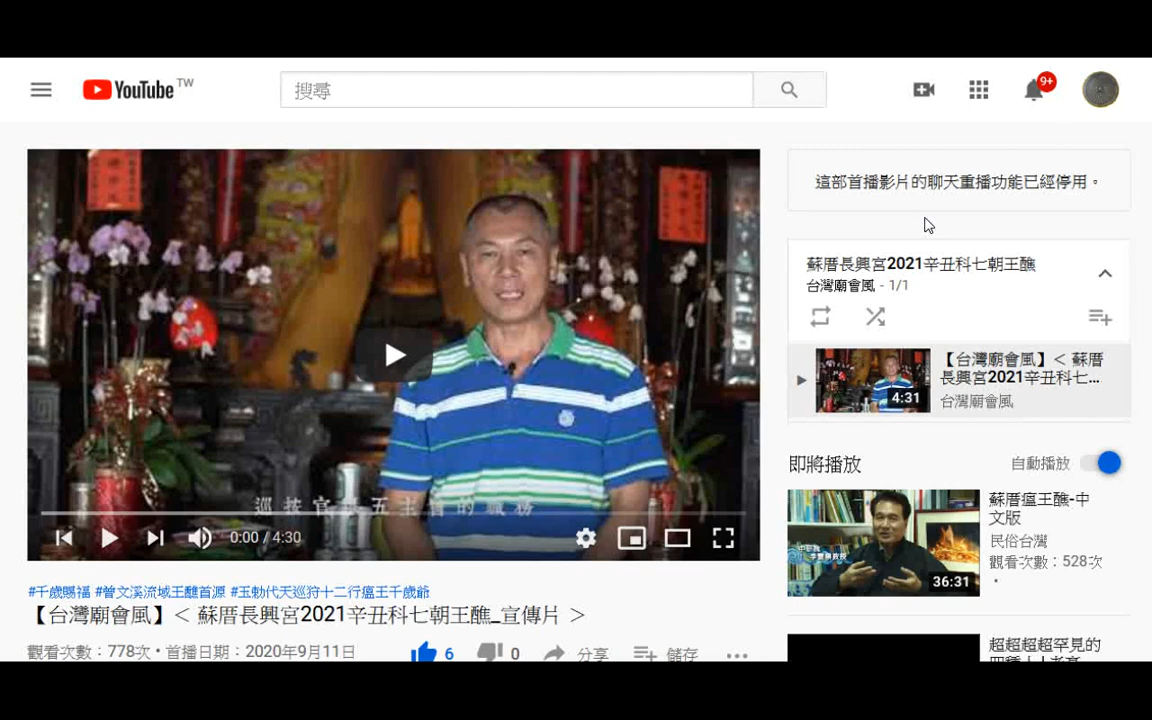 YouTube TW
搜尋
9+
這部首播影片的聊天重播功能已經停用。
蘇厝長興宮2021辛丑科七朝王醮
台灣廟會風 - 1/1
【台灣廟會風】＜ 蘇厝
長興宮2021辛丑科七...
台灣廟會風
4:31
即將播放
自動播放
蘇厝瘟王醮-中
文版
民俗台灣
觀看次數：528次
•
36:31
超超超超罕見的
0:00 / 4:30
#千歲賜福 #曾文溪流域王醮首源 #玉勅代天巡狩十二行瘟王千歲爺
【台灣廟會風】＜ 蘇厝長興宮2021辛丑科七朝王醮_宣傳片 ＞
觀看次數：778次 • 首播日期：2020年9月11日
6
0
分享
儲存